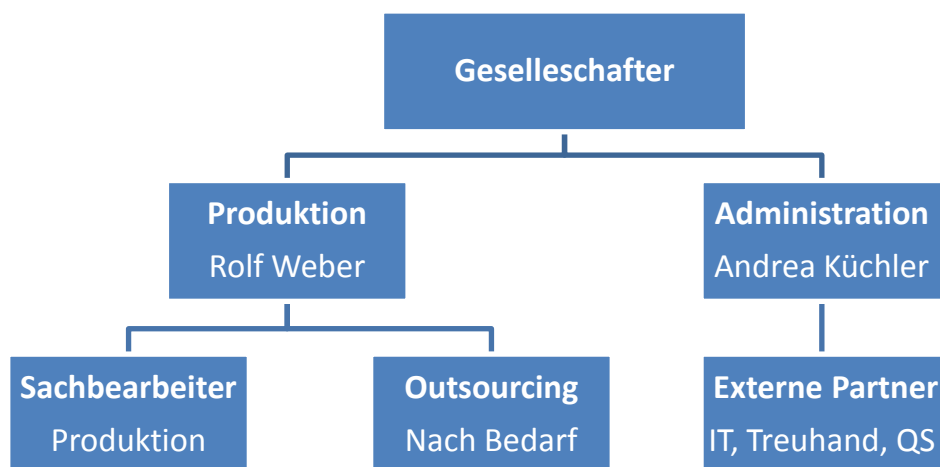 Geselleschafter
Produktion
Rolf Weber
Administration
Andrea Küchler
Sachbearbeiter
Produktion
Outsourcing
Nach Bedarf
Externe Partner
IT, Treuhand, QS